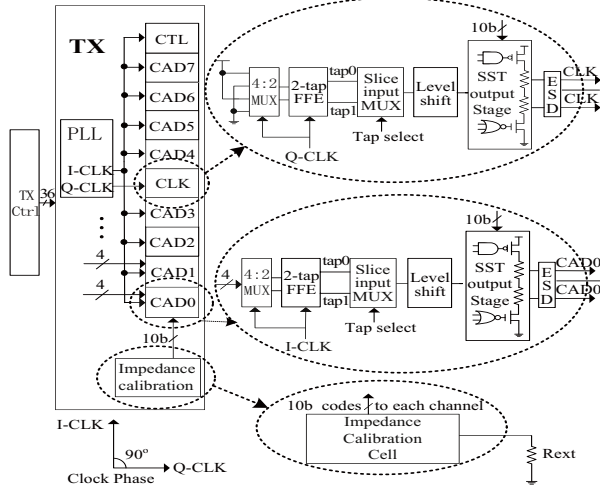 TX
CTL
CAD7
CAD6
CAD5
CAD4
CLK
CAD3
CAD2
CAD1
CAD0
PLL
I-CLK
Q-CLK
TX
Ctrl
36
4
4
10b
Impedance
calibration
I-CLK
90°
Q-CLK
Clock Phase
10b
4:2
MUX
2-tap
FFE
tap0
tap1
Slice
input
MUX
Level
shift
SST
output
Stage
E
S
D
CLK
CLK
Tap select
Q-CLK
10b
4
4:2
MUX
2-tap
FFE
tap0
tap1
Slice
input
MUX
Level
shift
SST
output
Stage
E
S
D
CAD0
CAD0
Tap select
I-CLK
10b codes to each channel
Impedance
Calibration
Cell
Rext